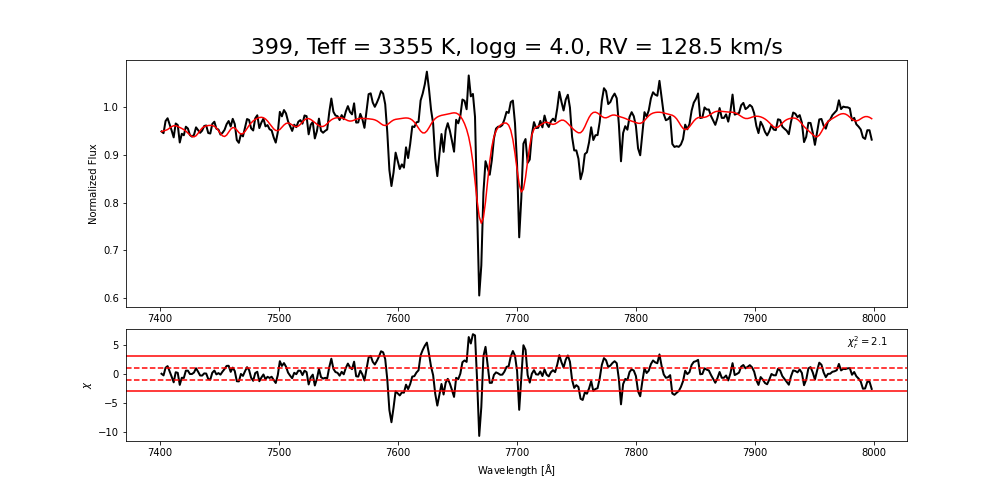 399, Teff = 3355 K, logg = 4.0, RV = 128.5 km/s
Normalized Flux
1.0
0.9
0.8
0.7
0.6
7400 7500 7600 7700 7800 7900 8000
χ
5
0
−5
−10
χ²ᵣ = 2.1
7400 7500 7600 7700 7800 7900 8000
Wavelength [Å]